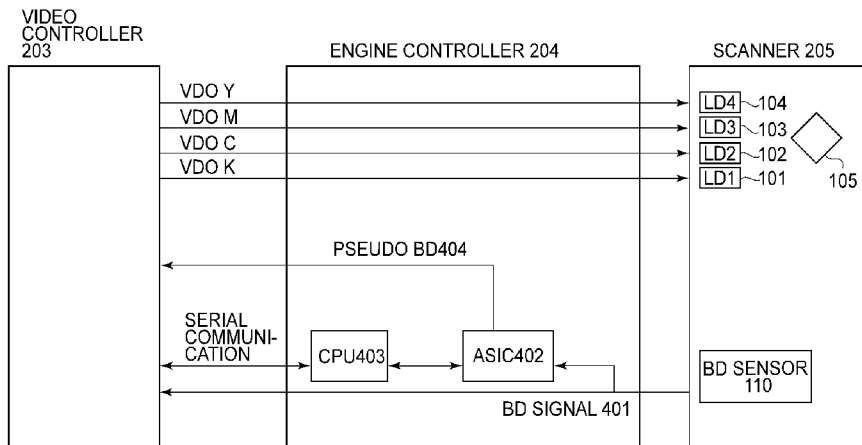 VIDEO
CONTROLLER
203
ENGINE CONTROLLER 204
SCANNER 205
VDO Y
VDO M
VDO C
VDO K
LD4
104
LD3
103
LD2
102
LD1
101
105
PSEUDO BD404
SERIAL
COMMUNI-
CATION
CPU403
ASIC402
BD SENSOR
110
BD SIGNAL 401